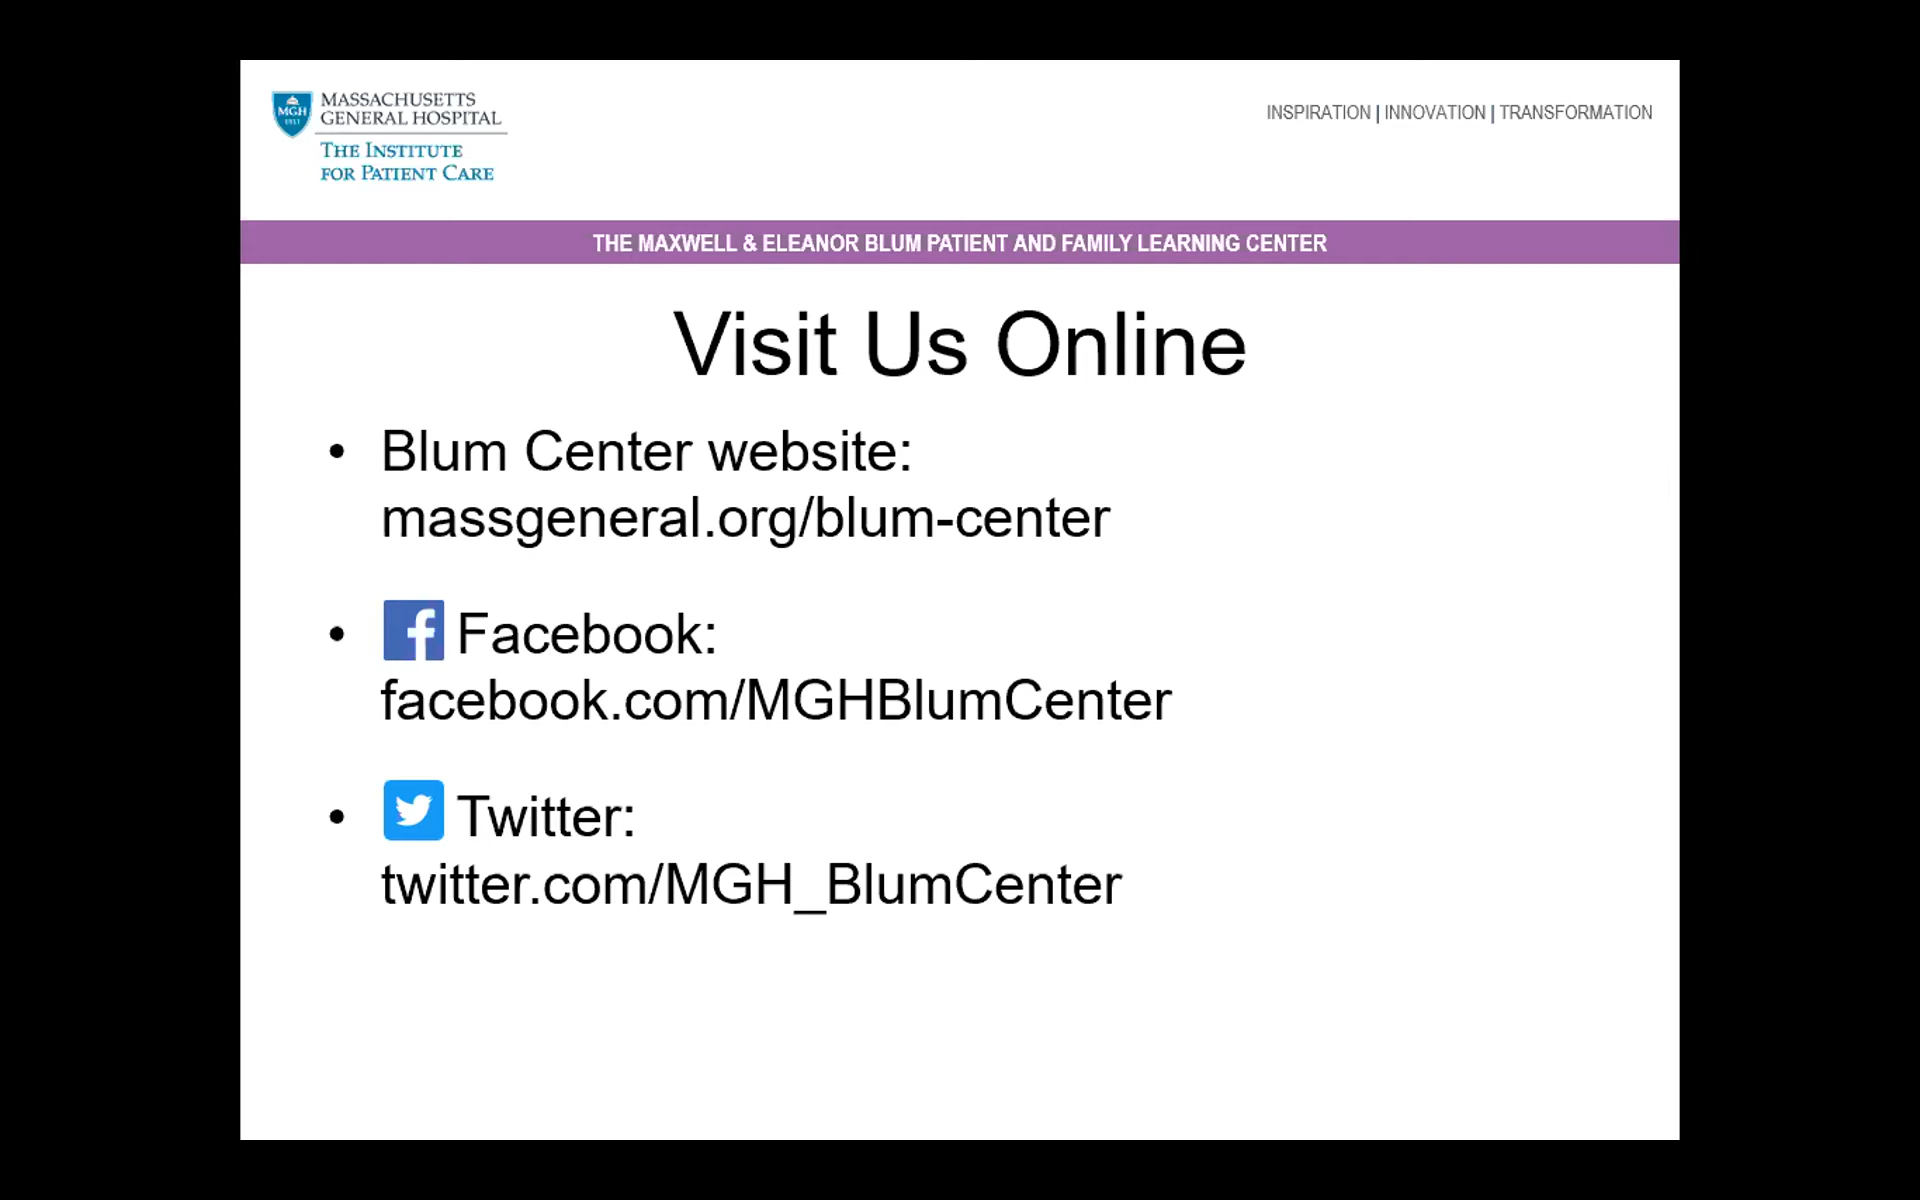 MGH
1811
MASSACHUSETTS
GENERAL HOSPITAL
THE INSTITUTE
FOR PATIENT CARE
INSPIRATION | INNOVATION | TRANSFORMATION
THE MAXWELL & ELEANOR BLUM PATIENT AND FAMILY LEARNING CENTER
Visit Us Online
• Blum Center website:
massgeneral.org/blum-center
• Facebook:
facebook.com/MGHBlumCenter
• Twitter:
twitter.com/MGH_BlumCenter